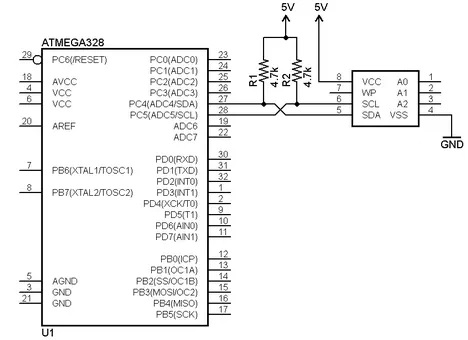 5V 5V
ATMEGA328
29 PC6(/RESET) PC0(ADC0) 23
PC1(ADC1) 24
18 AVCC PC2(ADC2) 25
4 VCC PC3(ADC3) 26
6 VCC PC4(ADC4/SDA) 27
PC5(ADC5/SCL) 28
20 AREF ADC6 19
ADC7 22
PD0(RXD) 30
7 PB6(XTAL1/TOSC1) PD1(TXD) 31
PD2(INT0) 32
8 PB7(XTAL2/TOSC2) PD3(INT1) 1
PD4(XCK/T0) 2
PD5(T1) 9
PD6(AIN0) 10
PD7(AIN1) 11
PB0(ICP) 12
PB1(OC1A) 13
5 AGND PB2(SS/OC1B) 14
3 GND PB3(MOSI/OC2) 15
21 GND PB4(MISO) 16
PB5(SCK) 17
U1
R1 4.7k
R2 4.7k
8 VCC A0 1
7 WP A1 2
6 SCL A2 3
5 SDA VSS 4
GND